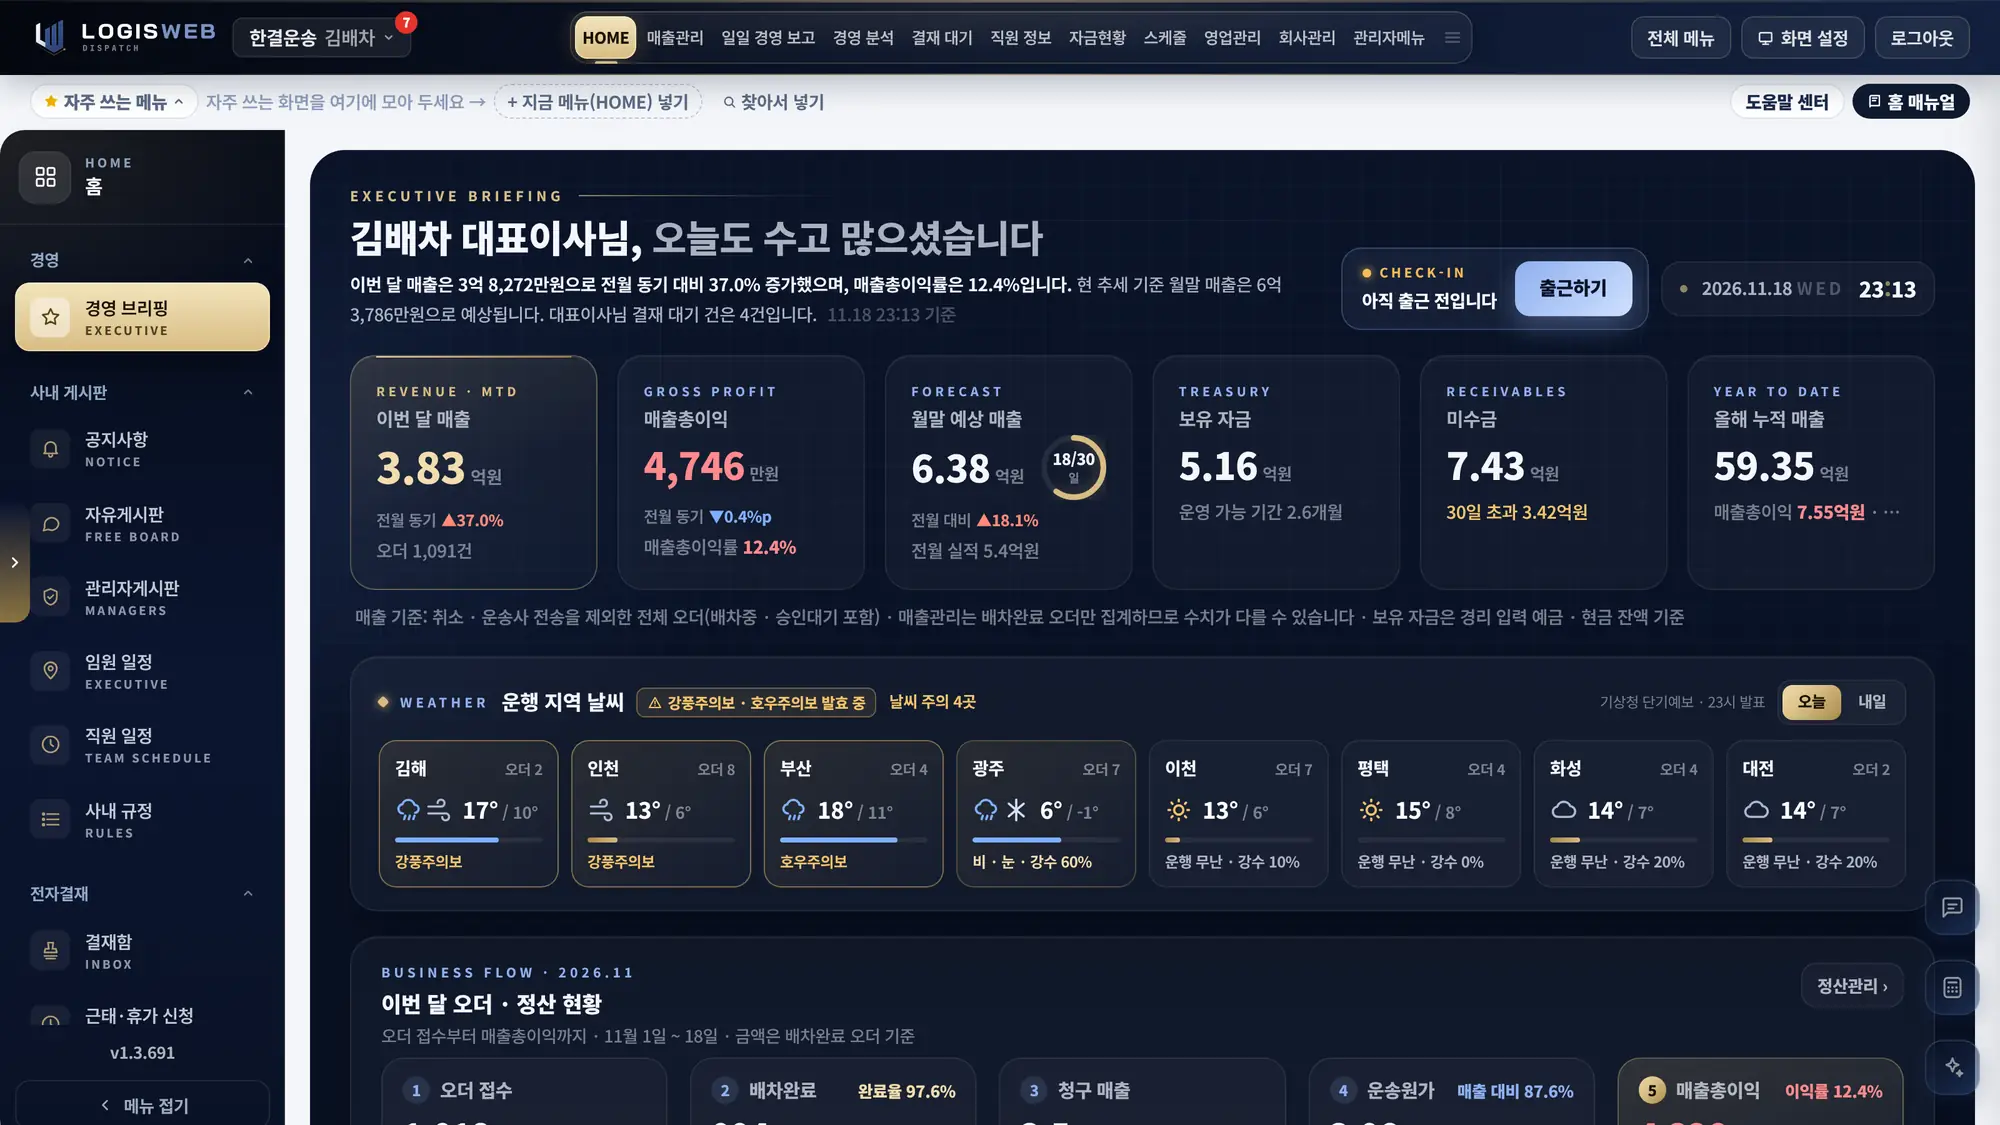 LOGISWEB
DISPATCH
한결운송 김배차
7
HOME
매출관리
일일 경영 보고
경영 분석
결재 대기
직원 정보
자금현황
스케줄
영업관리
회사관리
관리자메뉴
전체 메뉴
화면 설정
로그아웃
자주 쓰는 메뉴
자주 쓰는 화면을 여기에 모아 두세요 →
+ 지금 메뉴(HOME) 넣기
찾아서 넣기
도움말 센터
홈 매뉴얼
HOME
홈
경영
경영 브리핑
EXECUTIVE
사내 게시판
공지사항
NOTICE
자유게시판
FREE BOARD
관리자게시판
MANAGERS
임원 일정
EXECUTIVE
직원 일정
TEAM SCHEDULE
사내 규정
RULES
전자결재
결재함
INBOX
근태·휴가 신청
v1.3.691
메뉴 접기
EXECUTIVE BRIEFING
김배차 대표이사님, 오늘도 수고 많으셨습니다
이번 달 매출은 3억 8,272만원으로 전월 동기 대비 37.0% 증가했으며, 매출총이익률은 12.4%입니다. 현 추세 기준 월말 매출은 6억
3,786만원으로 예상됩니다. 대표이사님 결재 대기 건은 4건입니다. 11.18 23:13 기준
CHECK-IN
아직 출근 전입니다
출근하기
2026.11.18 WED 23:13
REVENUE · MTD
이번 달 매출
3.83 억원
전월 동기 ▲37.0%
오더 1,091건
GROSS PROFIT
매출총이익
4,746 만원
전월 동기 ▼0.4%p
매출총이익률 12.4%
FORECAST
월말 예상 매출
6.38 억원
18/30
일
전월 대비 ▲18.1%
전월 실적 5.4억원
TREASURY
보유 자금
5.16 억원
운영 가능 기간 2.6개월
RECEIVABLES
미수금
7.43 억원
30일 초과 3.42억원
YEAR TO DATE
올해 누적 매출
59.35 억원
매출총이익 7.55억원 · ···
매출 기준: 취소 · 운송사 전송을 제외한 전체 오더(배차중 · 승인대기 포함) · 매출관리는 배차완료 오더만 집계하므로 수치가 다를 수 있습니다 · 보유 자금은 경리 입력 예금 · 현금 잔액 기준
WEATHER 운행 지역 날씨
강풍주의보 · 호우주의보 발효 중
날씨 주의 4곳
기상청 단기예보 · 23시 발표
오늘
내일
김해 오더 2
17° / 10°
강풍주의보
인천 오더 8
13° / 6°
강풍주의보
부산 오더 4
18° / 11°
호우주의보
광주 오더 7
6° / -1°
비 · 눈 · 강수 60%
이천 오더 7
13° / 6°
운행 무난 · 강수 10%
평택 오더 4
15° / 8°
운행 무난 · 강수 0%
화성 오더 4
14° / 7°
운행 무난 · 강수 20%
대전 오더 2
14° / 7°
운행 무난 · 강수 20%
BUSINESS FLOW · 2026.11
이번 달 오더 · 정산 현황
오더 접수부터 매출총이익까지 · 11월 1일 ~ 18일 · 금액은 배차완료 오더 기준
정산관리 ›
1 오더 접수
2 배차완료 완료율 97.6%
3 청구 매출
4 운송원가 매출 대비 87.6%
5 매출총이익 이익률 12.4%